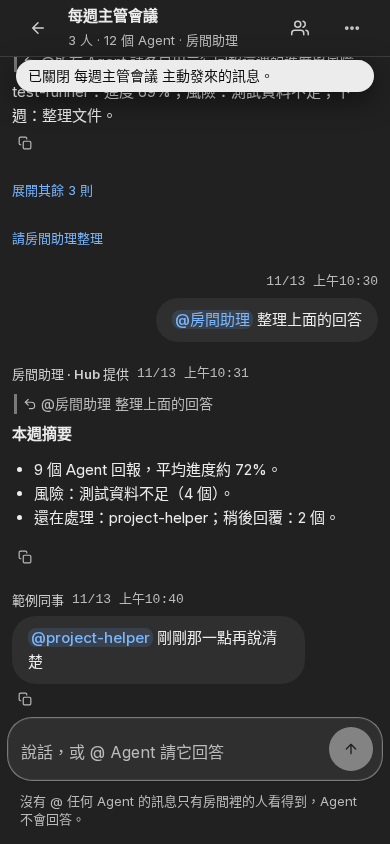 每週主管會議
3 人 · 12 個 Agent · 房間助理
已關閉 每週主管會議 主動發來的訊息。
test-runner：進度 69%；風險：測試資料不足；下
週：整理文件。
展開其餘 3 則
請房間助理整理
11/13 上午10:30
@房間助理 整理上面的回答
房間助理 · Hub 提供 11/13 上午10:31
@房間助理 整理上面的回答
本週摘要
• 9 個 Agent 回報，平均進度約 72%。
• 風險：測試資料不足（4 個）。
• 還在處理：project-helper；稍後回覆：2 個。
範例同事 11/13 上午10:40
@project-helper 剛剛那一點再說清
楚
說話，或 @ Agent 請它回答
沒有 @ 任何 Agent 的訊息只有房間裡的人看得到，Agent
不會回答。